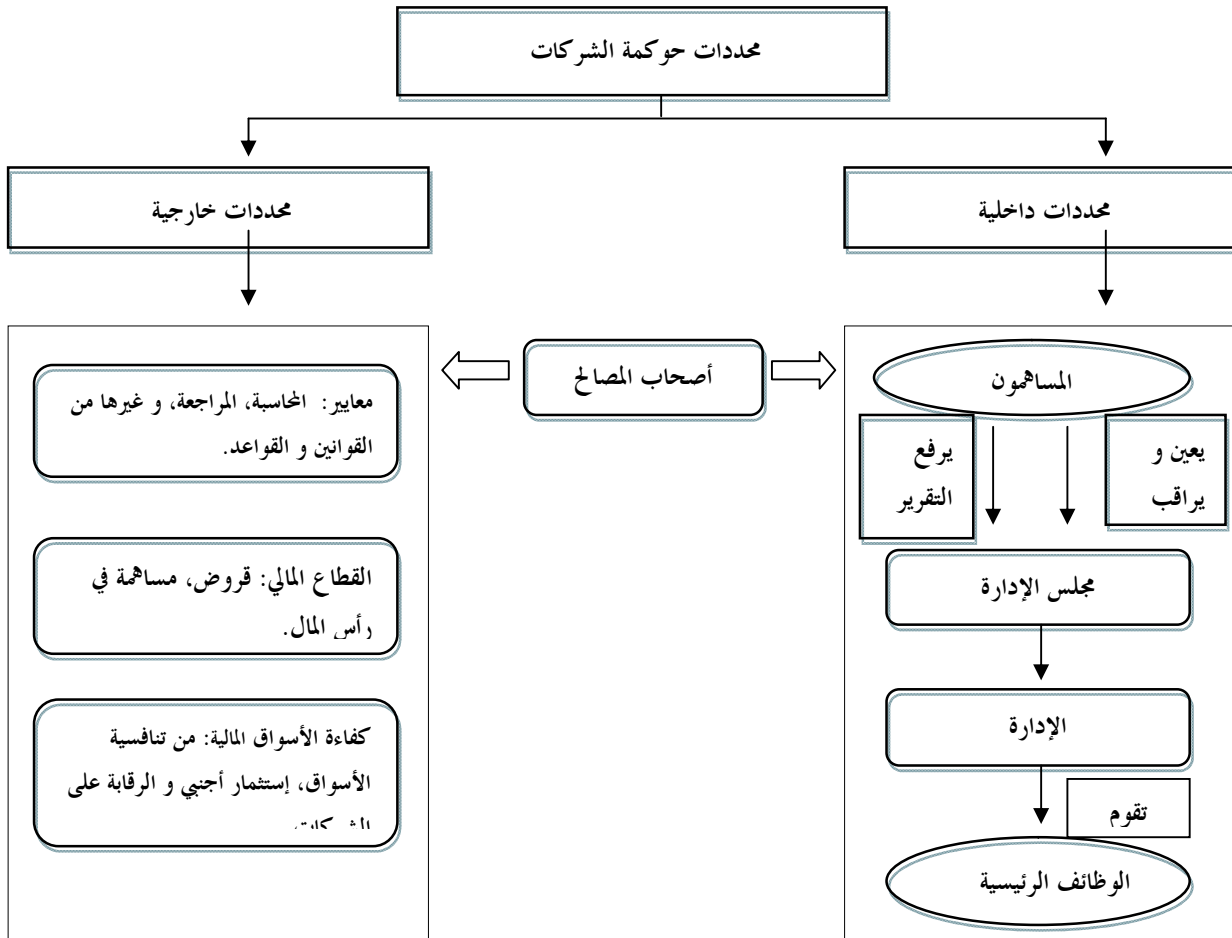 محددات حوكمة الشركات
محددات داخلية
محددات خارجية
أصحاب المصالح
المساهمون
يعين و
يراقب
يرفع
التقرير
مجلس الإدارة
الإدارة
تقوم
الوظائف الرئيسية
معايير: المحاسبة، المراجعة، و غيرها من
القوانين و القواعد.
القطاع المالي: قروض، مساهمة في
رأس المال.
كفاءة الأسواق المالية: من تنافسية
الأسواق، إستثمار أجنبي و الرقابة على
الشركات